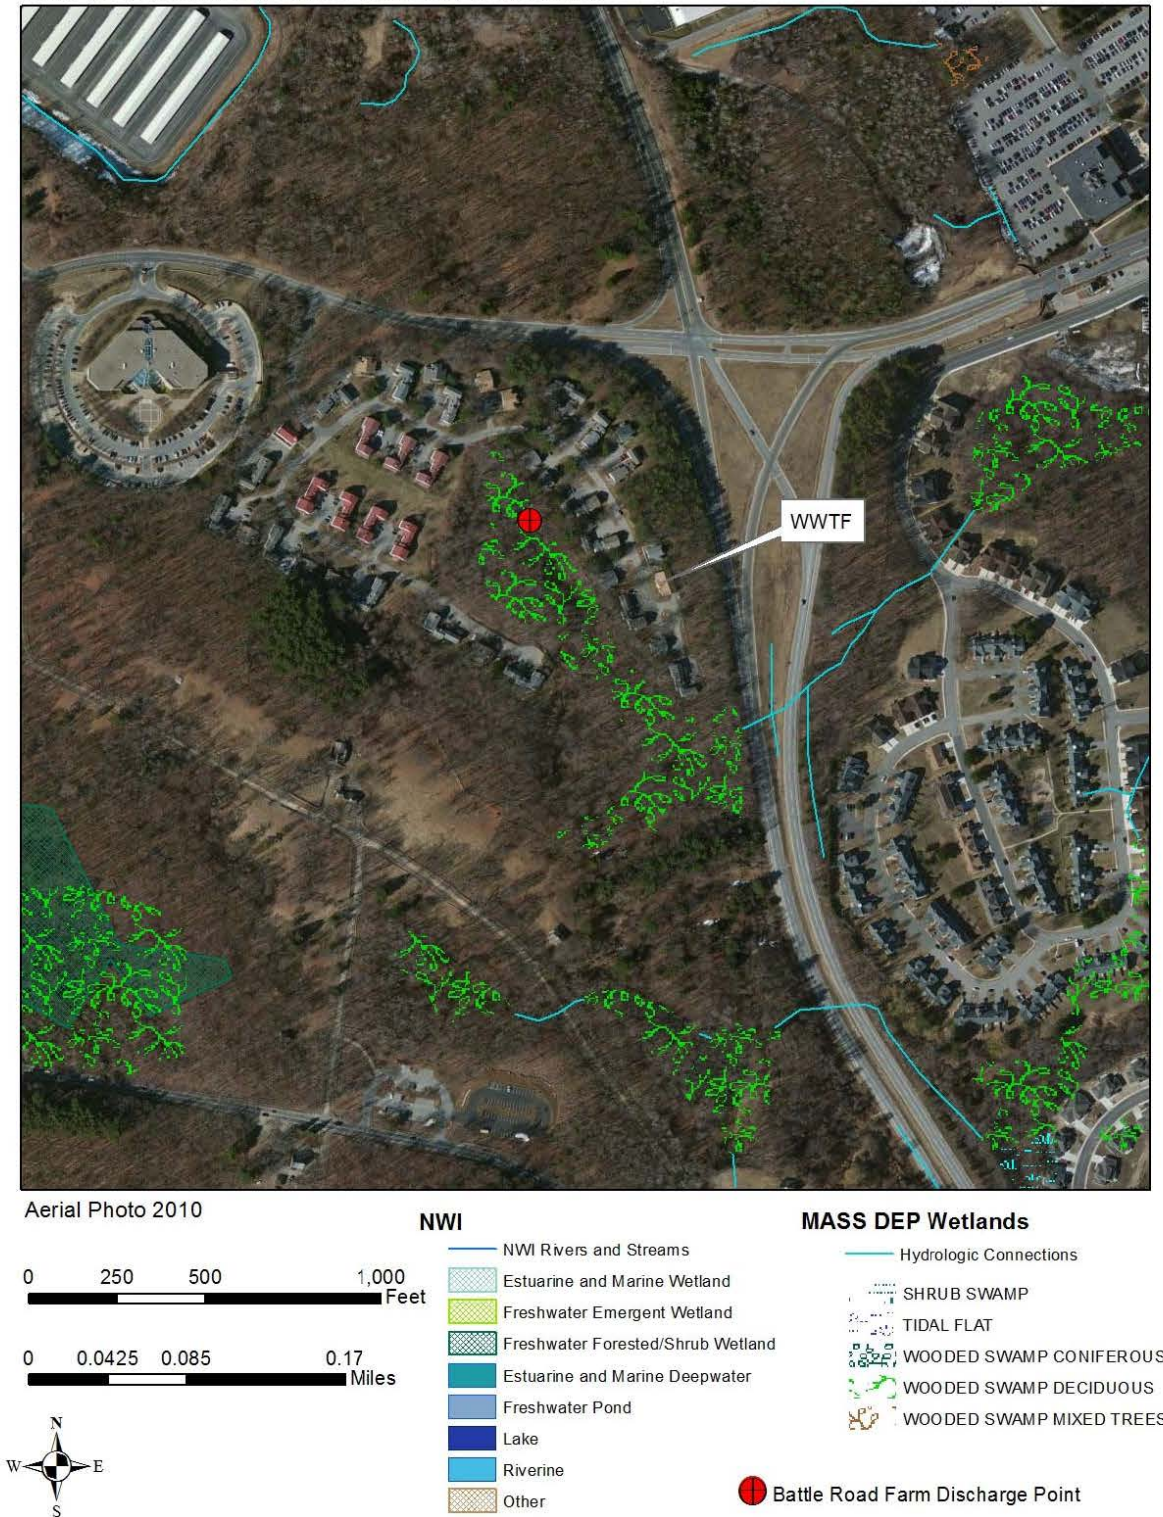 WWTF
Aerial Photo 2010
0 250 500 1,000
Feet
0 0.0425 0.085 0.17
Miles
N
W E
S
NWI
NWI Rivers and Streams
Estuarine and Marine Wetland
Freshwater Emergent Wetland
Freshwater Forested/Shrub Wetland
Estuarine and Marine Deepwater
Freshwater Pond
Lake
Riverine
Other
MASS DEP Wetlands
Hydrologic Connections
SHRUB SWAMP
TIDAL FLAT
WOODED SWAMP CONIFEROUS
WOODED SWAMP DECIDUOUS
WOODED SWAMP MIXED TREES
Battle Road Farm Discharge Point